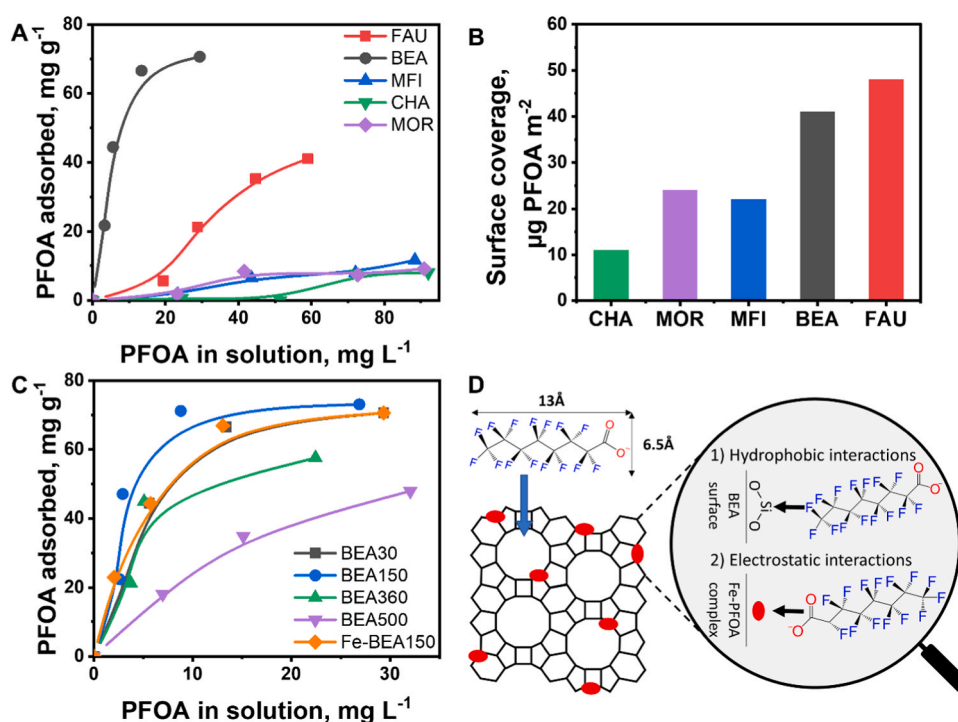 A
PFOA adsorbed, mg g-1
80
60
40
20
0
0 20 40 60 80
PFOA in solution, mg L-1
FAU
BEA
MFI
CHA
MOR
B
Surface coverage,
µg PFOA m-2
60
50
40
30
20
10
0
CHA MOR MFI BEA FAU
C
PFOA adsorbed, mg g-1
80
60
40
20
0
0 10 20 30
PFOA in solution, mg L-1
BEA30
BEA150
BEA360
BEA500
Fe-BEA150
D
13Å
6.5Å
F F F F F F F F F F F F F F F
O
O-
1) Hydrophobic interactions
BEA
surface
O
Si
O
F F F F F F F F F F F F F F F
O
O-
2) Electrostatic interactions
Fe-PFOA
complex
O
-O
F F F F F F F F F F F F F F F